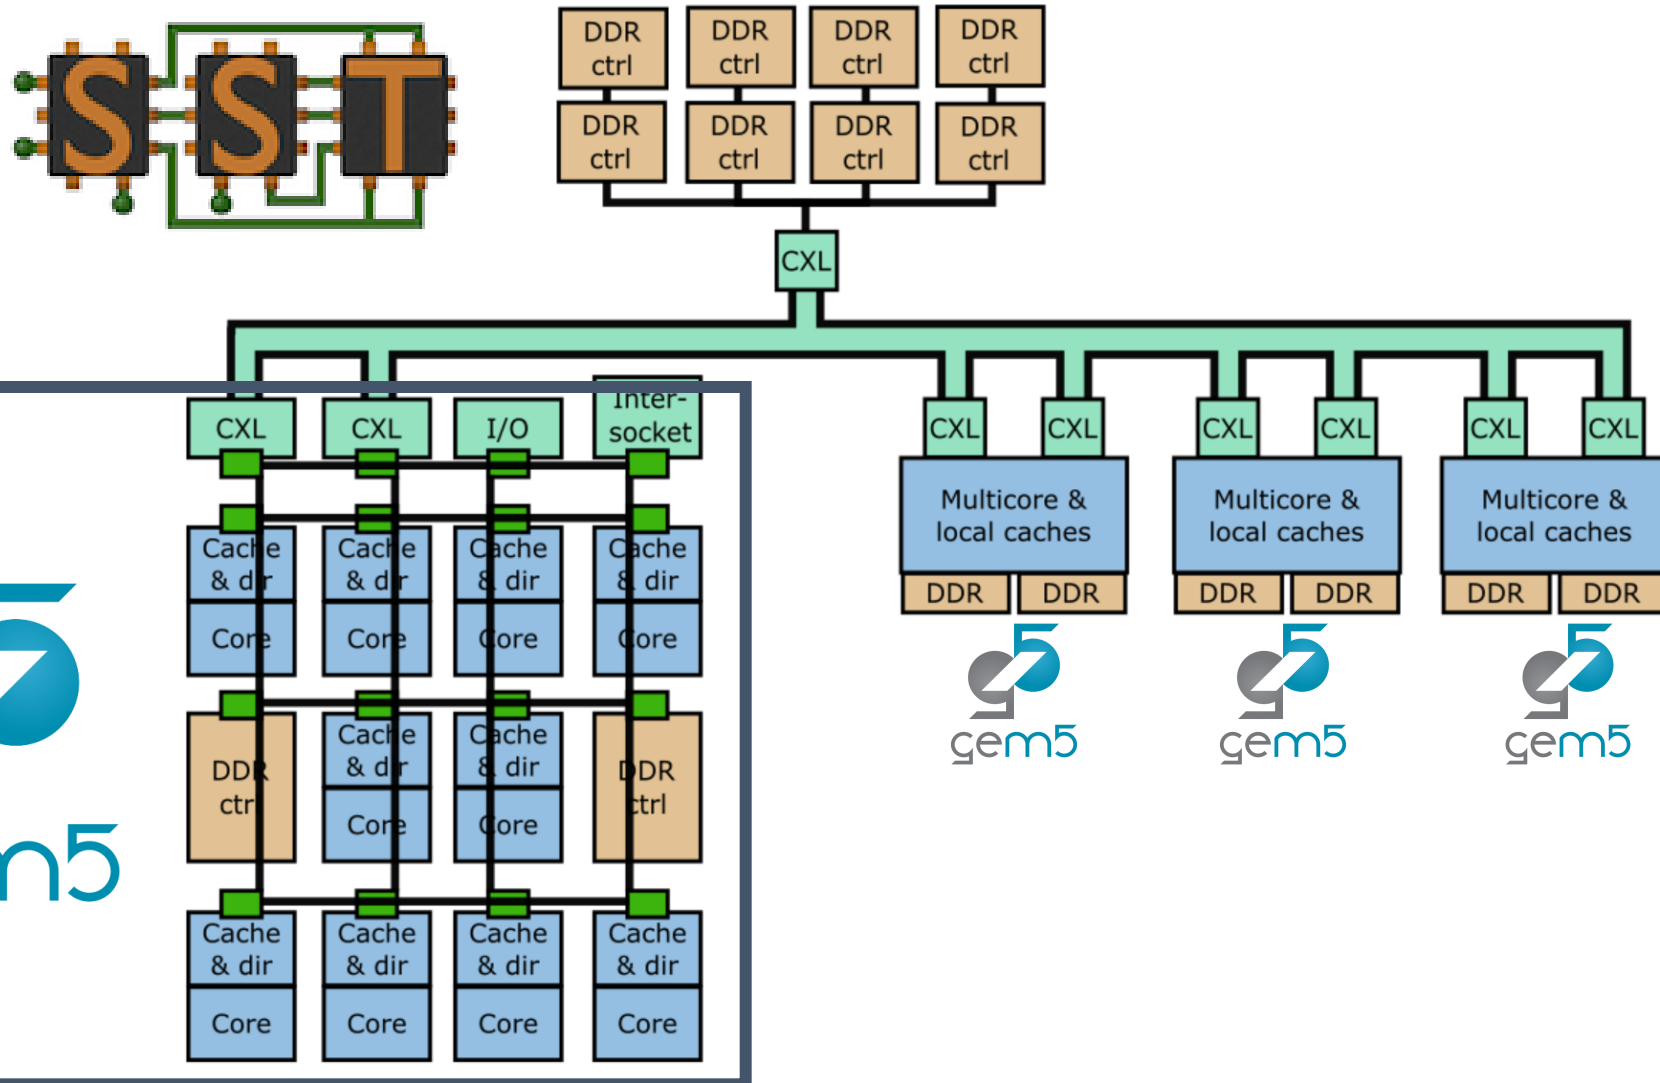 SST
DDR
ctrl
DDR
ctrl
DDR
ctrl
DDR
ctrl
DDR
ctrl
DDR
ctrl
DDR
ctrl
DDR
ctrl
CXL
CXL
CXL
I/O
Inter-
socket
CXL
CXL
CXL
CXL
CXL
CXL
Cache
& dir
Core
Cache
& dir
Core
Cache
& dir
Core
Cache
& dir
Core
Multicore &
local caches
DDR
DDR
Multicore &
local caches
DDR
DDR
Multicore &
local caches
DDR
DDR
gem5
gem5
gem5
DDR
ctrl
Cache
& dir
Core
Cache
& dir
Core
DDR
ctrl
m5
Cache
& dir
Core
Cache
& dir
Core
Cache
& dir
Core
Cache
& dir
Core